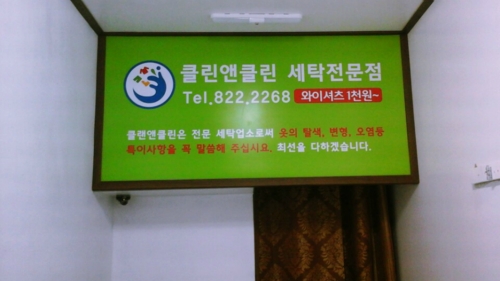 클린앤클린 세탁전문점
Tel.822.2268 와이셔츠 1천원~
클랜앤클린은 전문 세탁업소로써 옷의 탈색, 변형, 오염등
특이사항을 꼭 말씀해 주십시요. 최선을 다하겠습니다.